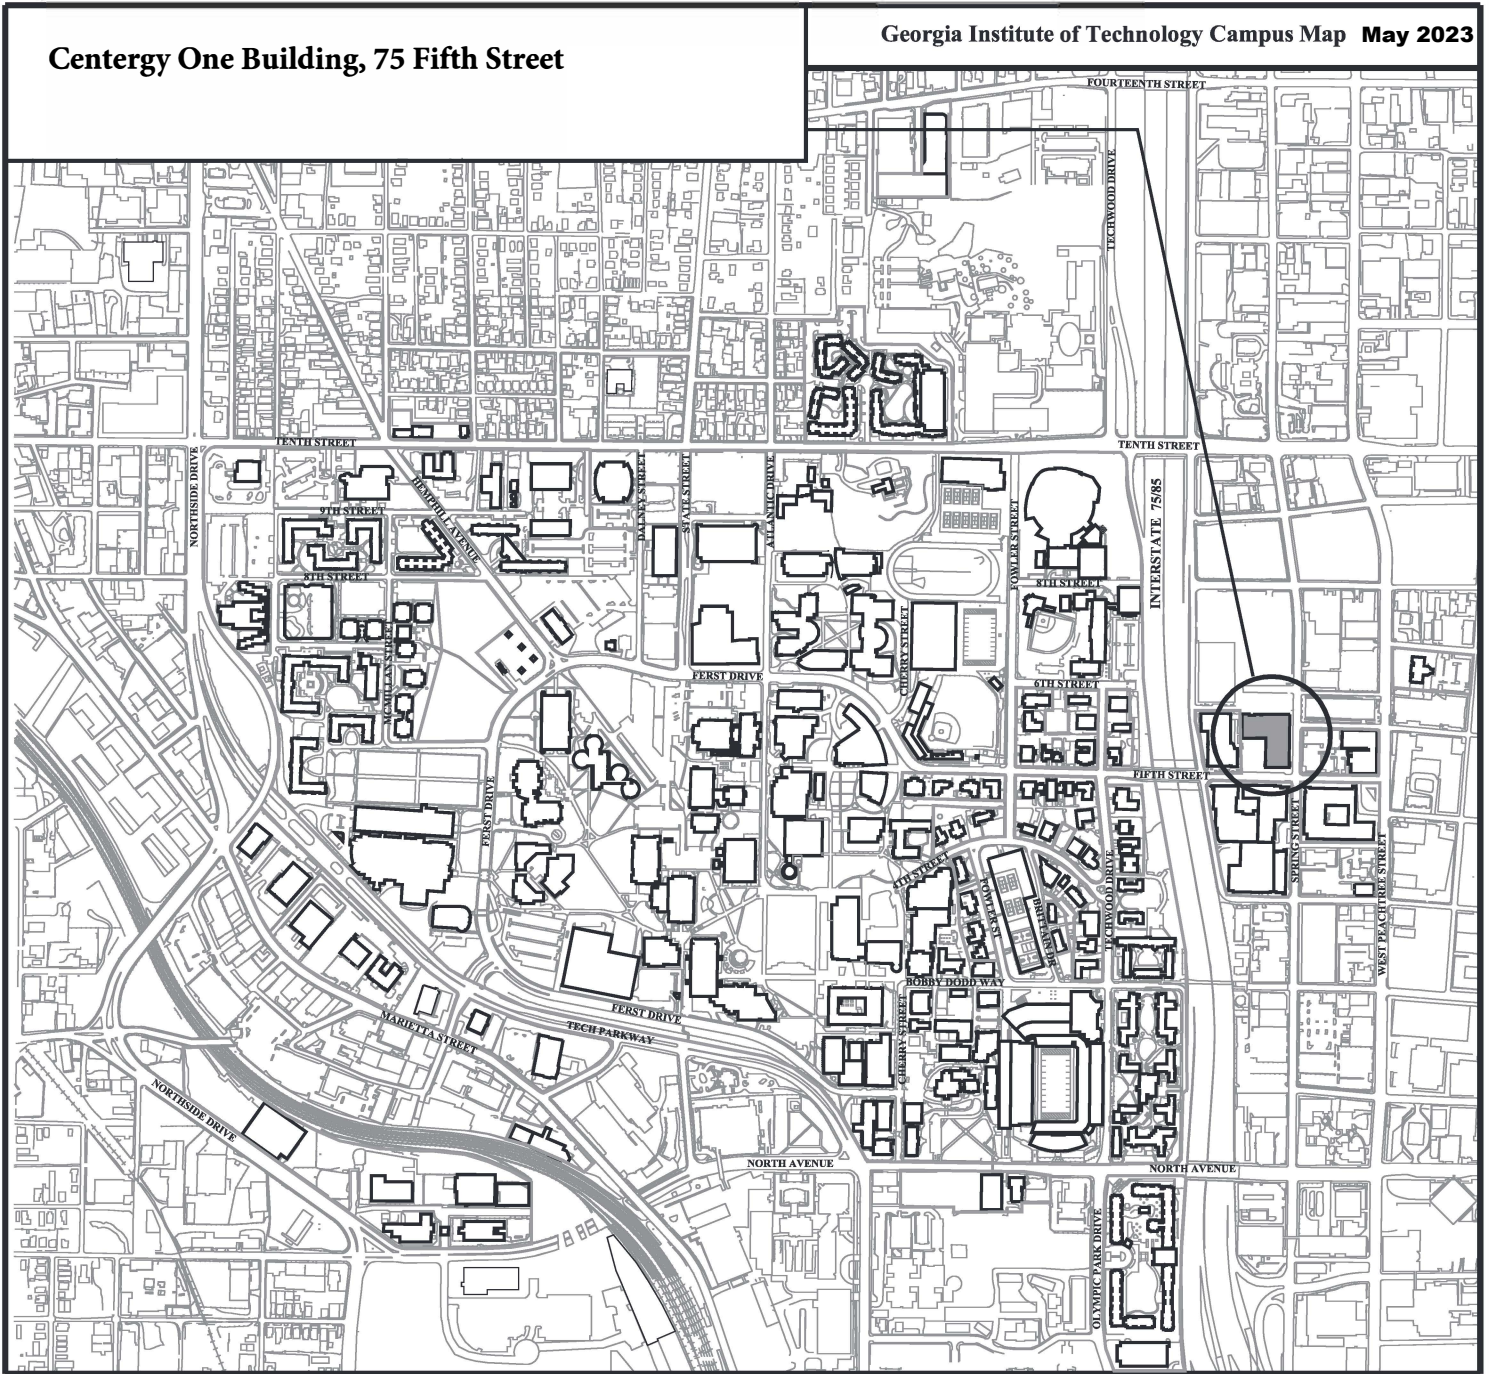 Centergy One Building, 75 Fifth Street
Georgia Institute of Technology Campus Map May 2023
FOURTEENTH STREET
TECHWOOD DRIVE
TENTH STREET
TENTH STREET
NORTHSIDE DRIVE
HEMPHILL AVENUE
DALNEY STREET
STATE STREET
ATLANTIC DRIVE
FOWLER STREET
INTERSTATE 75/85
9TH STREET
8TH STREET
8TH STREET
MCMILLAN STREET
CHERRY STREET
FERST DRIVE
6TH STREET
FIFTH STREET
FERST DRIVE
SPRING STREET
WEST PEACHTREE STREET
4TH STREET
FOWLER ST
BRITTAIN DR
TECHWOOD DRIVE
BOBBY DODD WAY
FERST DRIVE
TECH PARKWAY
MARIETTA STREET
CHERRY STREET
NORTHSIDE DRIVE
NORTH AVENUE
NORTH AVENUE
OLYMPIC PARK DRIVE